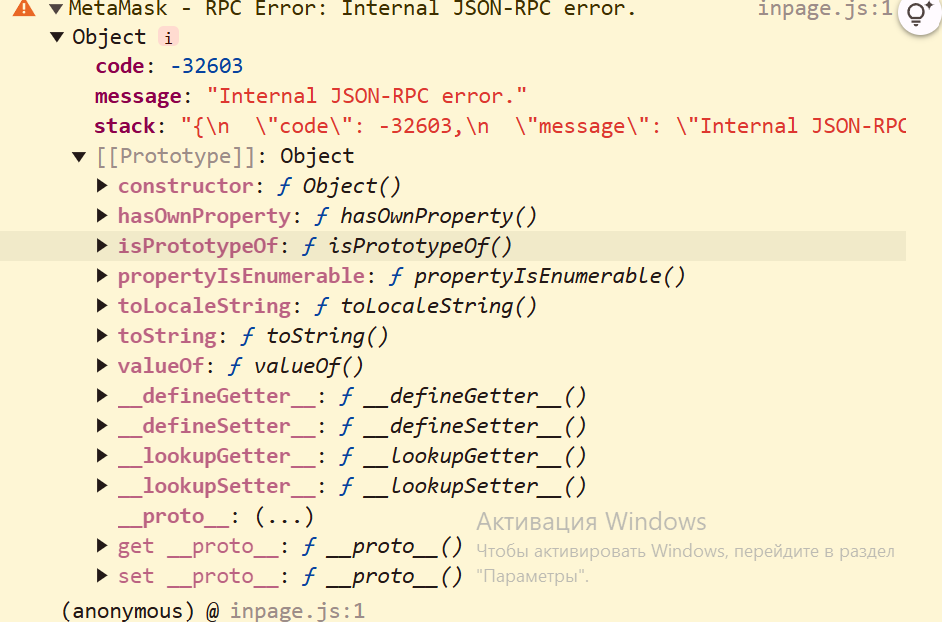 MetaMask - RPC Error: Internal JSON-RPC error. inpage.js:1
Object i
code: -32603
message: "Internal JSON-RPC error."
stack: "{\n  \"code\": -32603,\n  \"message\": \"Internal JSON-RPC
[[Prototype]]: Object
constructor: ƒ Object()
hasOwnProperty: ƒ hasOwnProperty()
isPrototypeOf: ƒ isPrototypeOf()
propertyIsEnumerable: ƒ propertyIsEnumerable()
toLocaleString: ƒ toLocaleString()
toString: ƒ toString()
valueOf: ƒ valueOf()
__defineGetter__: ƒ __defineGetter__()
__defineSetter__: ƒ __defineSetter__()
__lookupGetter__: ƒ __lookupGetter__()
__lookupSetter__: ƒ __lookupSetter__()
__proto__: (...)
get __proto__: ƒ __proto__()
set __proto__: ƒ __proto__()
Активация Windows
Чтобы активировать Windows, перейдите в раздел
"Параметры".
(anonymous) @ inpage.js:1